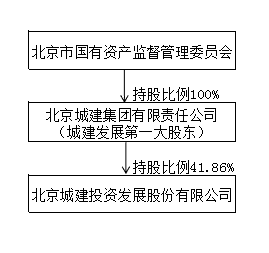 北京市国有资产监督管理委员会
持股比例100%
北京城建集团有限责任公司
（城建发展第一大股东）
持股比例41.86%
北京城建投资发展股份有限公司